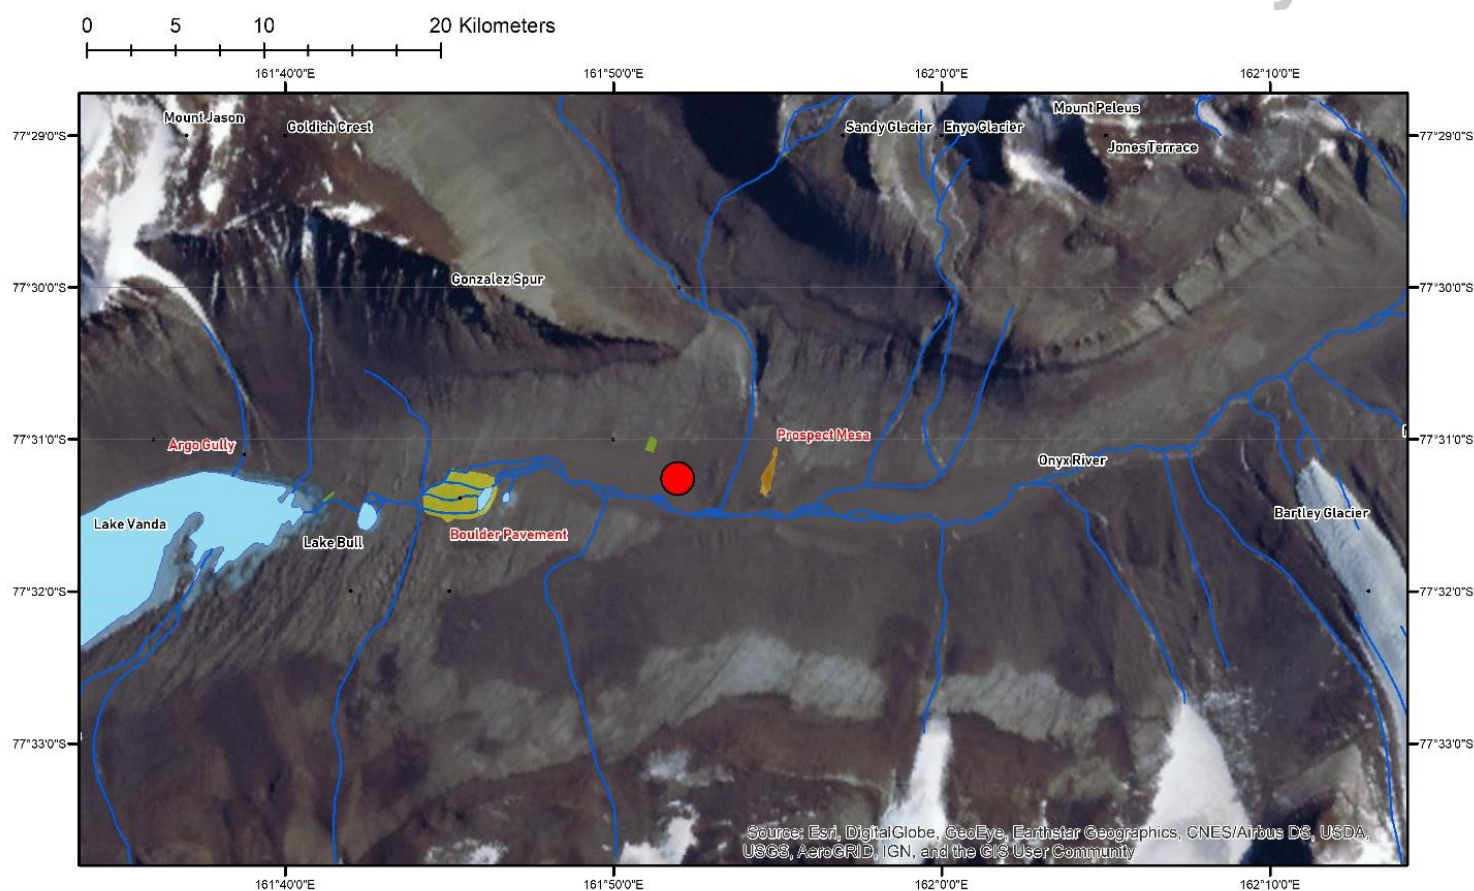 0 5 10 20 Kilometers
161°40'0"E 161°50'0"E 162°0'0"E 162°10'0"E
Mount Jason
Goldich Crest
Sandy Glacier
Enyo Glacier
Mount Peleus
Jones Terrace
77°29'0"S 77°29'0"S
Gonzalez Spur
77°30'0"S 77°30'0"S
77°31'0"S 77°31'0"S
Argo Gully
Prospect Mesa
Onyx River
Lake Vanda
Lake Bull
Boulder Pavement
Bartley Glacier
77°32'0"S 77°32'0"S
77°33'0"S 77°33'0"S
Source: Esri, DigitalGlobe, GeoEye, Earthstar Geographics, CNES/Airbus DS, USDA,
USGS, AeroGRID, IGN, and the GIS User Community
161°40'0"E 161°50'0"E 162°0'0"E 162°10'0"E